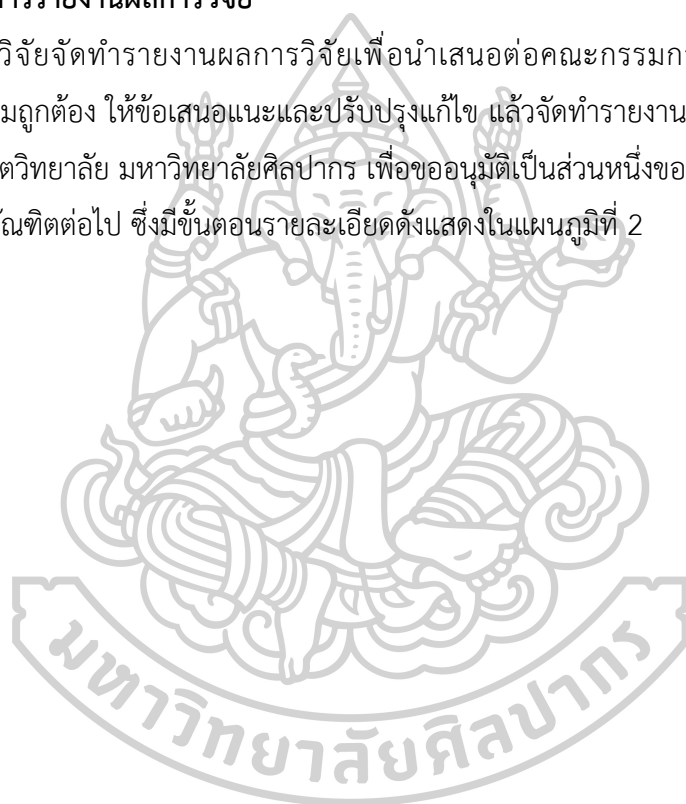 การรายงานผลการวิจัย
วิจัยจัดทำรายงานผลการวิจัยเพื่อนำเสนอต่อคณะกรรมก
มถูกต้อง ให้ข้อเสนอแนะและปรับปรุงแก้ไข แล้วจัดทำรายงาน
ตวิทยาลัย มหาวิทยาลัยศิลปากร เพื่อขออนุมัติเป็นส่วนหนึ่งขอ
ัณฑิตต่อไป ซึ่งมีขั้นตอนรายละเอียดดังแสดงในแผนภูมิที่ 2
มหาวิทยาลัยศิลปากร